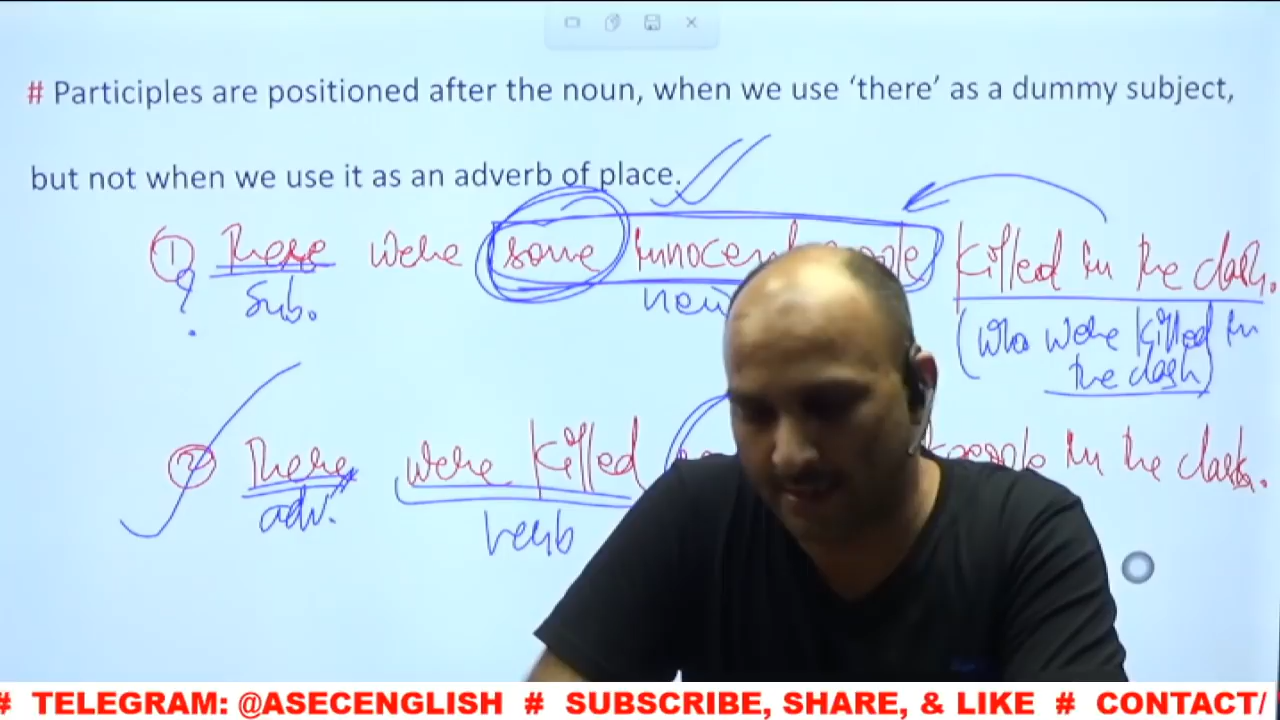 # Participles are positioned after the noun, when we use ‘there’ as a dummy subject,
but not when we use it as an adverb of place.
① There were some innocent people killed in the clash.
?
Sub.
(who were killed in
the clash)
② There were killed people in the clash.
adv.
verb
# TELEGRAM: @ASECENGLISH # SUBSCRIBE, SHARE, & LIKE # CONTACT/